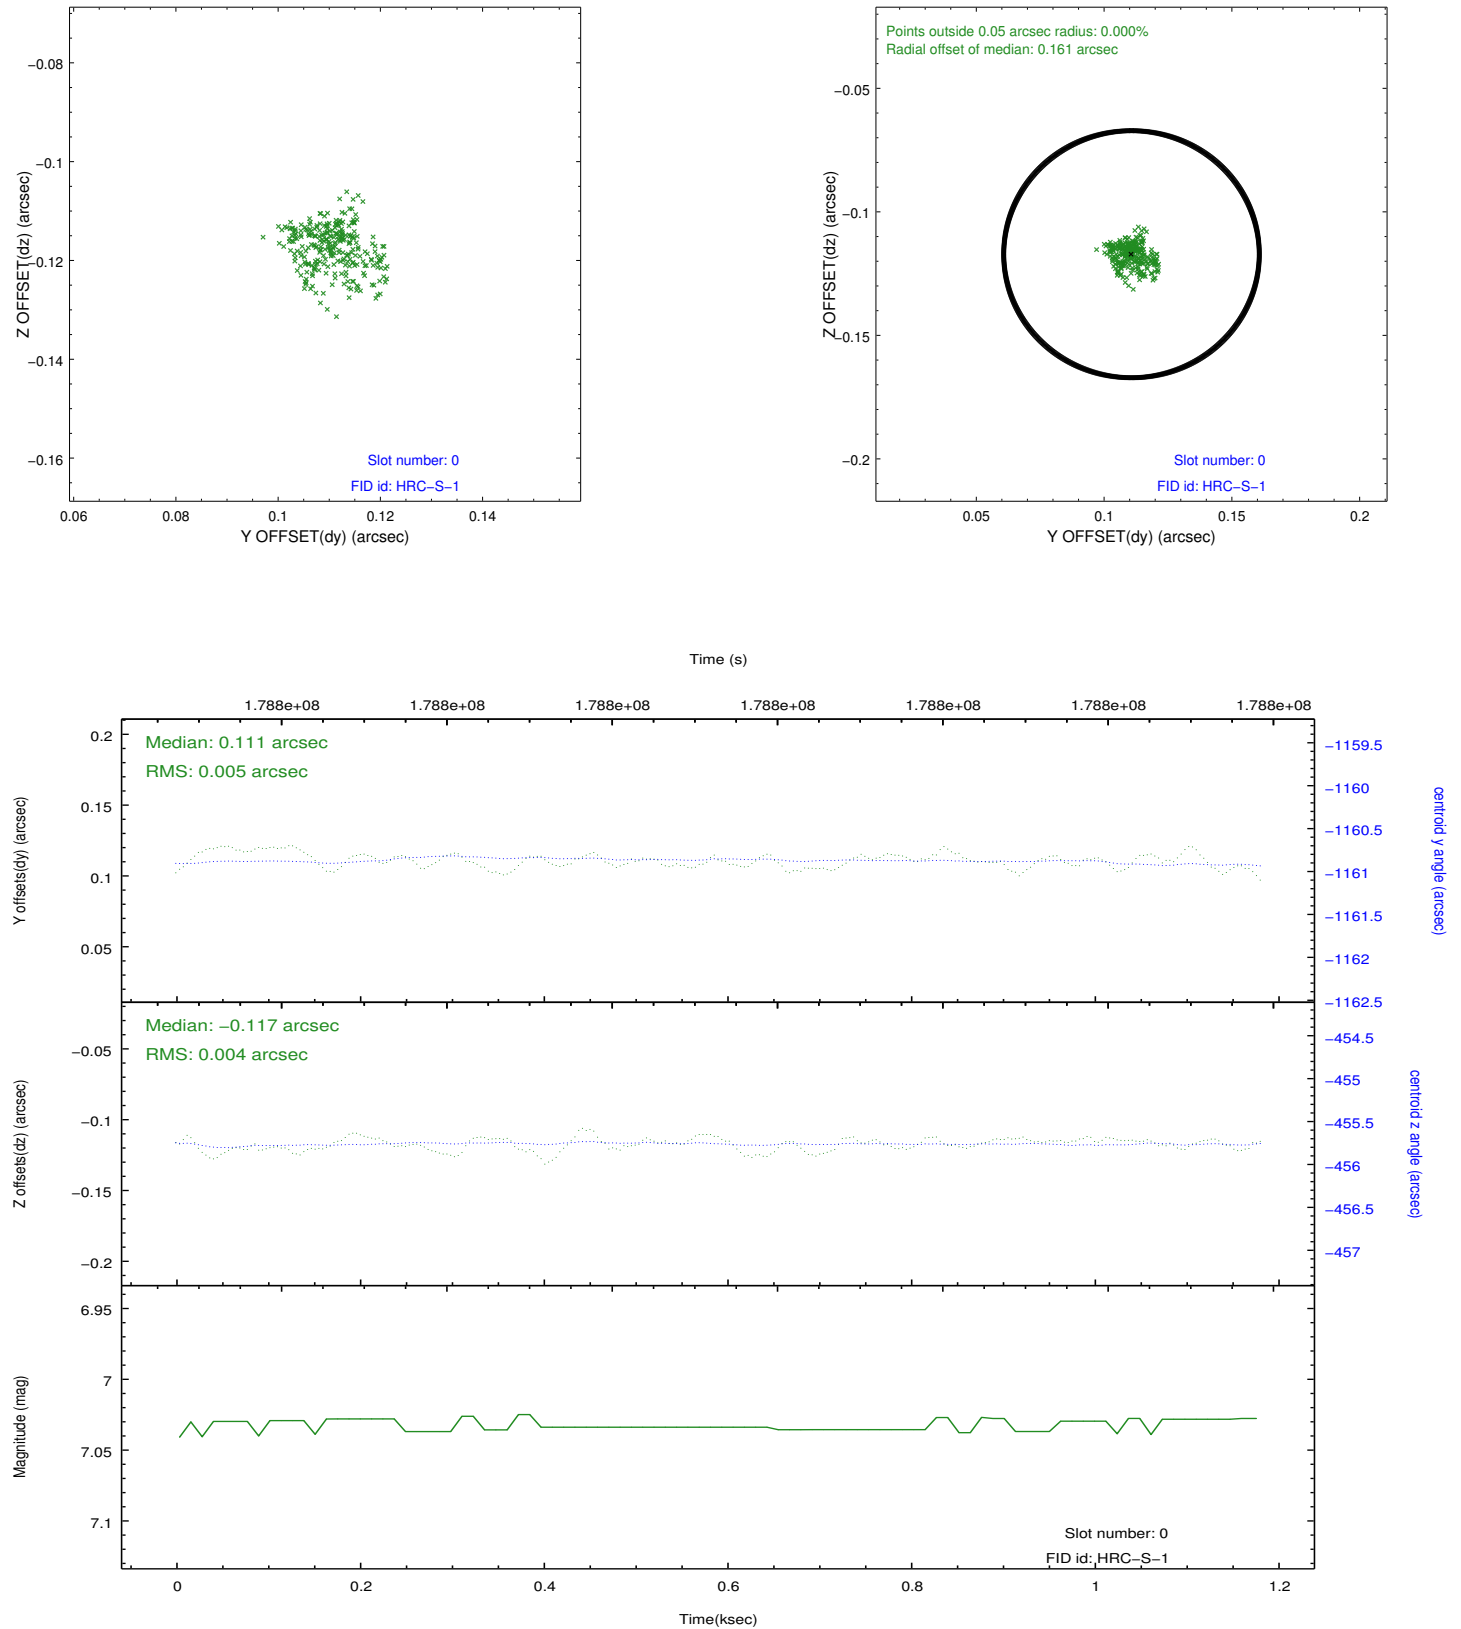 −0.08
−0.1
−0.12
−0.14
−0.16
Z OFFSET(dz) (arcsec)
Slot number: 0
FID id: HRC−S−1
0.06 0.08 0.1 0.12 0.14
Y OFFSET(dy) (arcsec)
Points outside 0.05 arcsec radius: 0.000%
Radial offset of median: 0.161 arcsec
−0.05
−0.1
−0.15
−0.2
Z OFFSET(dz) (arcsec)
Slot number: 0
FID id: HRC−S−1
0.05 0.1 0.15 0.2
Y OFFSET(dy) (arcsec)
Time (s)
1.788e+08 1.788e+08 1.788e+08 1.788e+08 1.788e+08 1.788e+08 1.788e+08
Median: 0.111 arcsec
RMS: 0.005 arcsec
0.2
0.15
0.1
0.05
Y offsets(dy) (arcsec)
−1159.5
−1160
−1160.5
−1161
−1161.5
−1162
−1162.5
centroid y angle (arcsec)
Median: −0.117 arcsec
RMS: 0.004 arcsec
−0.05
−0.1
−0.15
−0.2
Z offsets(dz) (arcsec)
−454.5
−455
−455.5
−456
−456.5
−457
centroid z angle (arcsec)
6.95
7
7.05
7.1
Magnitude (mag)
Slot number: 0
FID id: HRC−S−1
0 0.2 0.4 0.6 0.8 1 1.2
Time(ksec)